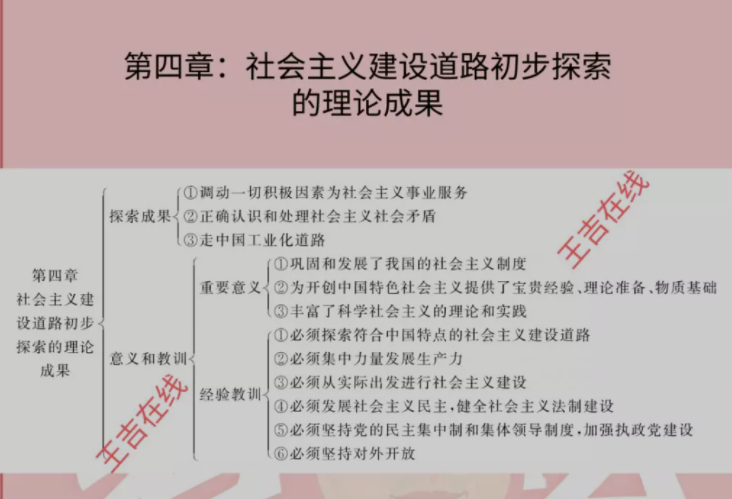 第四章：社会主义建设道路初步探索
的理论成果
第四章
社会主义建
设道路初步
探索的理论
成果
探索成果
①调动一切积极因素为社会主义事业服务
②正确认识和处理社会主义社会矛盾
③走中国工业化道路
意义和教训
重要意义
①巩固和发展了我国的社会主义制度
②为开创中国特色社会主义提供了宝贵经验、理论准备、物质基础
③丰富了科学社会主义的理论和实践
经验教训
①必须探索符合中国特点的社会主义建设道路
②必须集中力量发展生产力
③必须从实际出发进行社会主义建设
④必须发展社会主义民主,健全社会主义法制建设
⑤必须坚持党的民主集中制和集体领导制度,加强执政党建设
⑥必须坚持对外开放
王吉在线
王吉在线